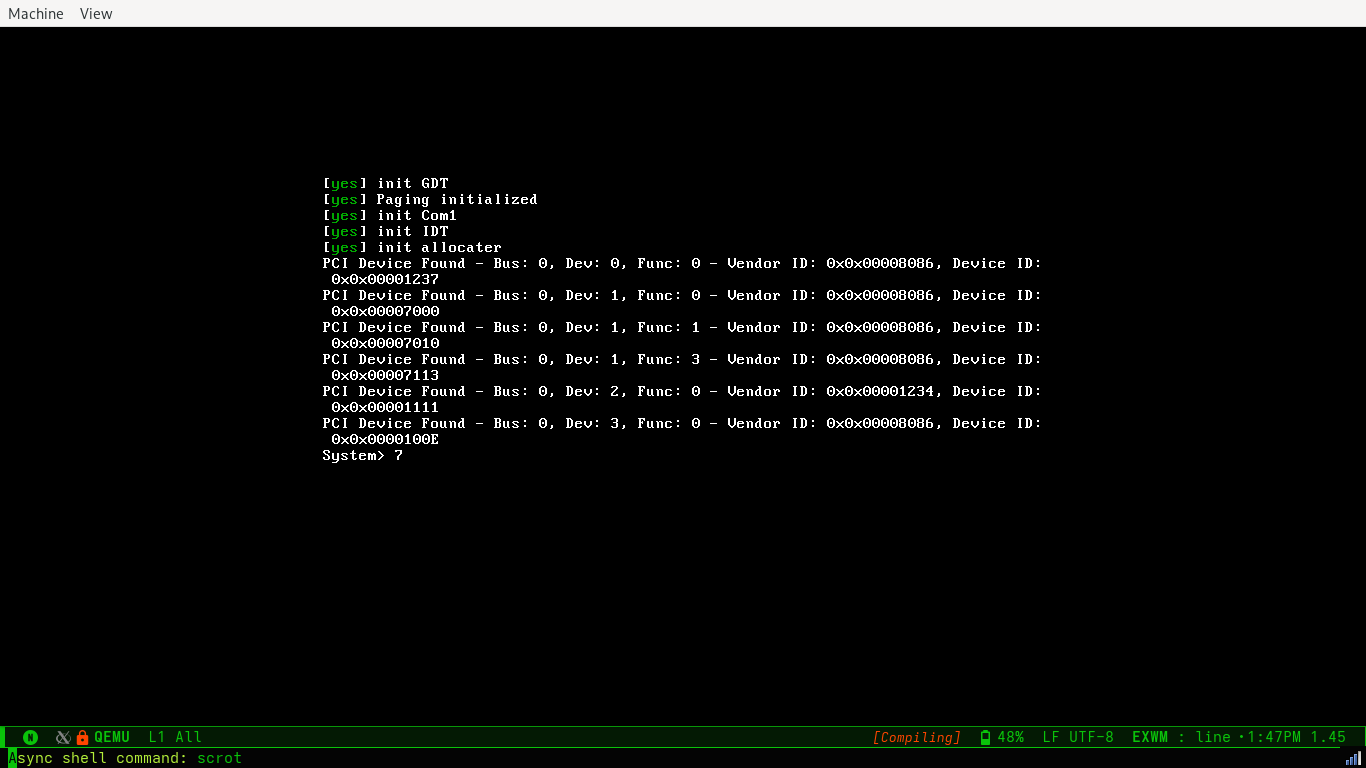 Machine View
[yes] init GDT
[yes] Paging initialized
[yes] init Com1
[yes] init IDT
[yes] init allocater
PCI Device Found - Bus: 0, Dev: 0, Func: 0 - Vendor ID: 0x0x00008086, Device ID:
0x0x00001237
PCI Device Found - Bus: 0, Dev: 1, Func: 0 - Vendor ID: 0x0x00008086, Device ID:
0x0x00007000
PCI Device Found - Bus: 0, Dev: 1, Func: 1 - Vendor ID: 0x0x00008086, Device ID:
0x0x00007010
PCI Device Found - Bus: 0, Dev: 1, Func: 3 - Vendor ID: 0x0x00008086, Device ID:
0x0x00007113
PCI Device Found - Bus: 0, Dev: 2, Func: 0 - Vendor ID: 0x0x00001234, Device ID:
0x0x00001111
PCI Device Found - Bus: 0, Dev: 3, Func: 0 - Vendor ID: 0x0x00008086, Device ID:
0x0x0000100E
System> 7
N QEMU L1 All [Compiling] 48% LF UTF-8 EXWM : line ·1:47PM 1.45
Async shell command: scrot